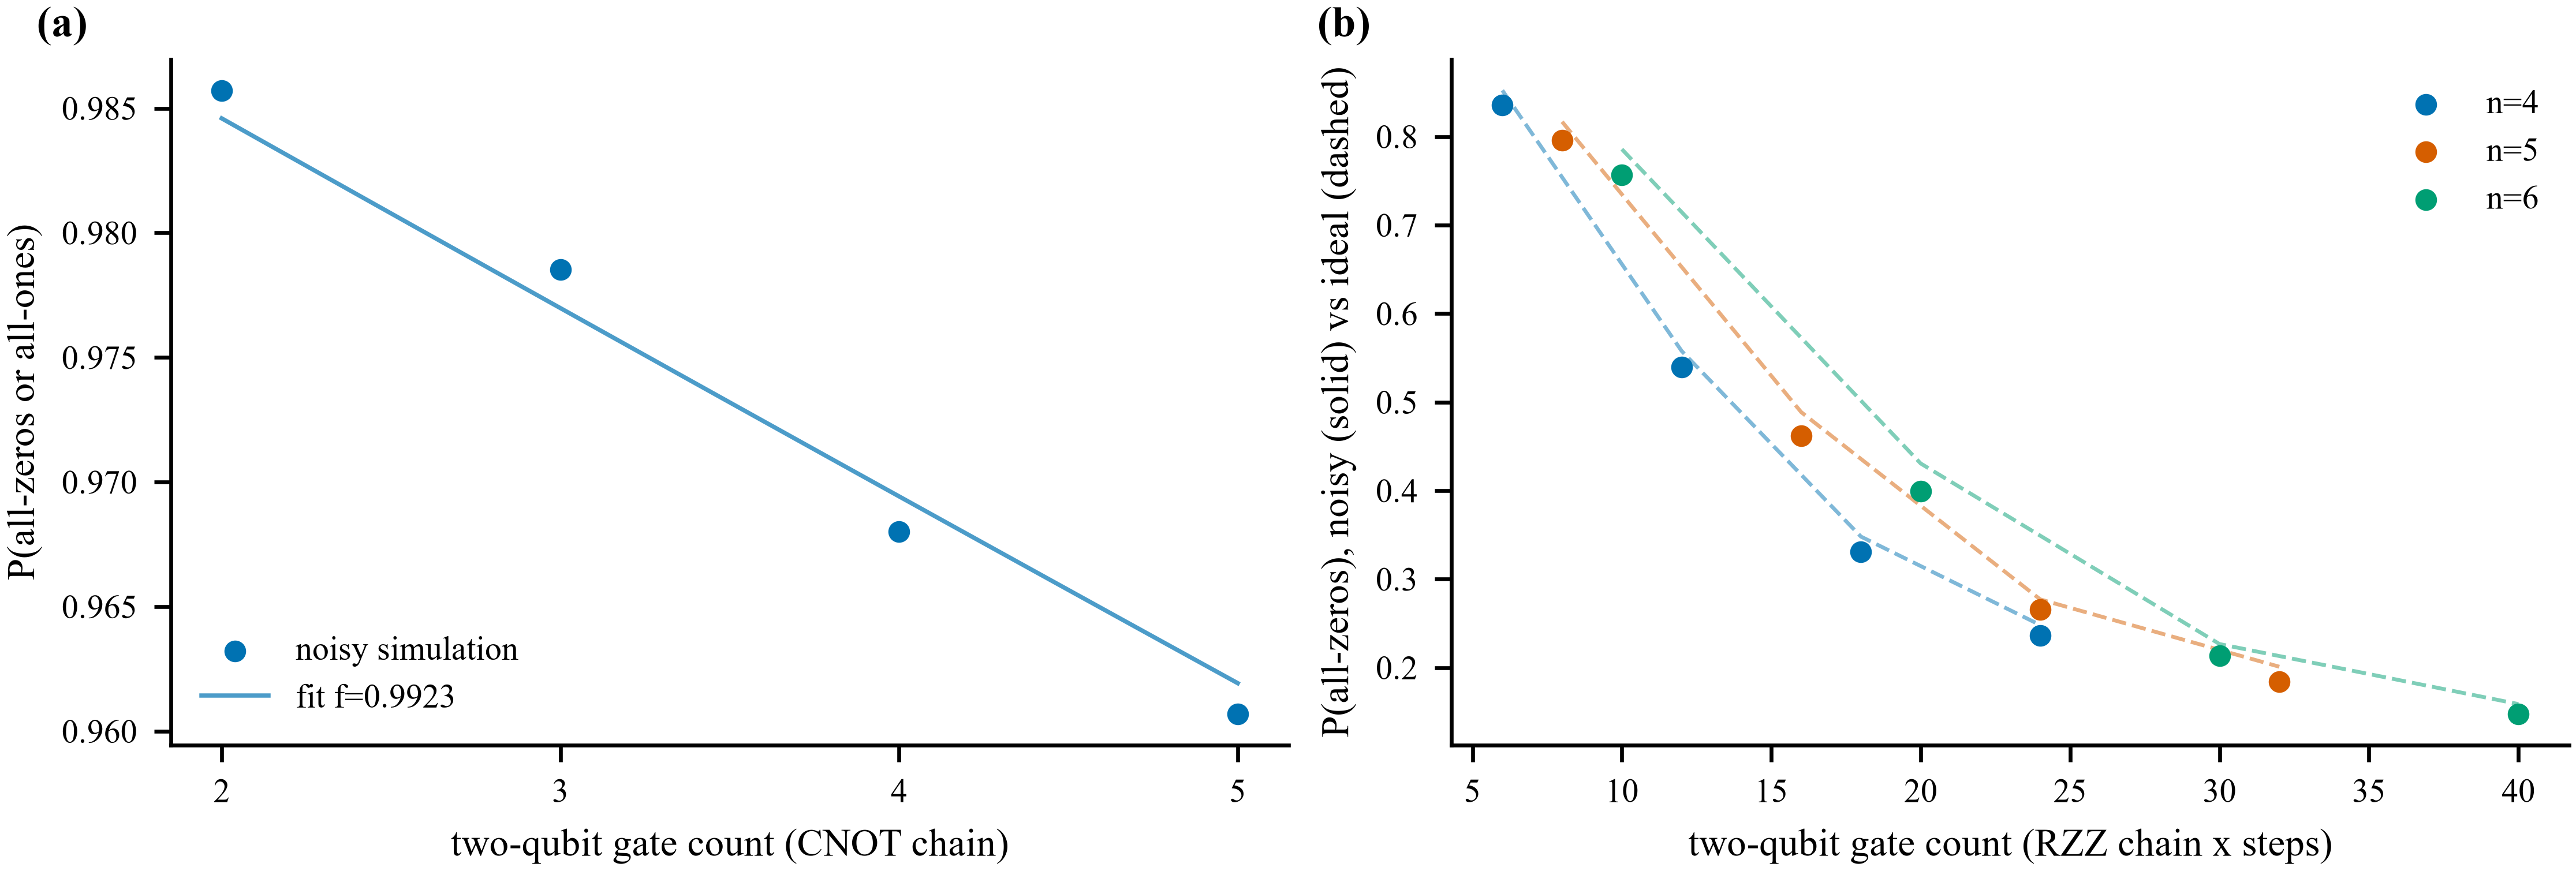 (a)
P(all-zeros or all-ones)
0.985
0.980
0.975
0.970
0.965
0.960
noisy simulation
fit f=0.9923
2 3 4 5
two-qubit gate count (CNOT chain)
(b)
P(all-zeros), noisy (solid) vs ideal (dashed)
0.8
0.7
0.6
0.5
0.4
0.3
0.2
n=4
n=5
n=6
5 10 15 20 25 30 35 40
two-qubit gate count (RZZ chain x steps)